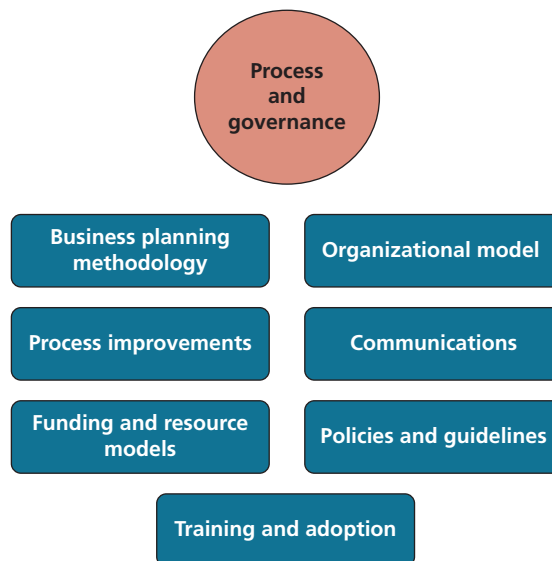 Process
and
governance
Business planning
methodology
Organizational model
Process improvements
Communications
Funding and resource
models
Policies and guidelines
Training and adoption